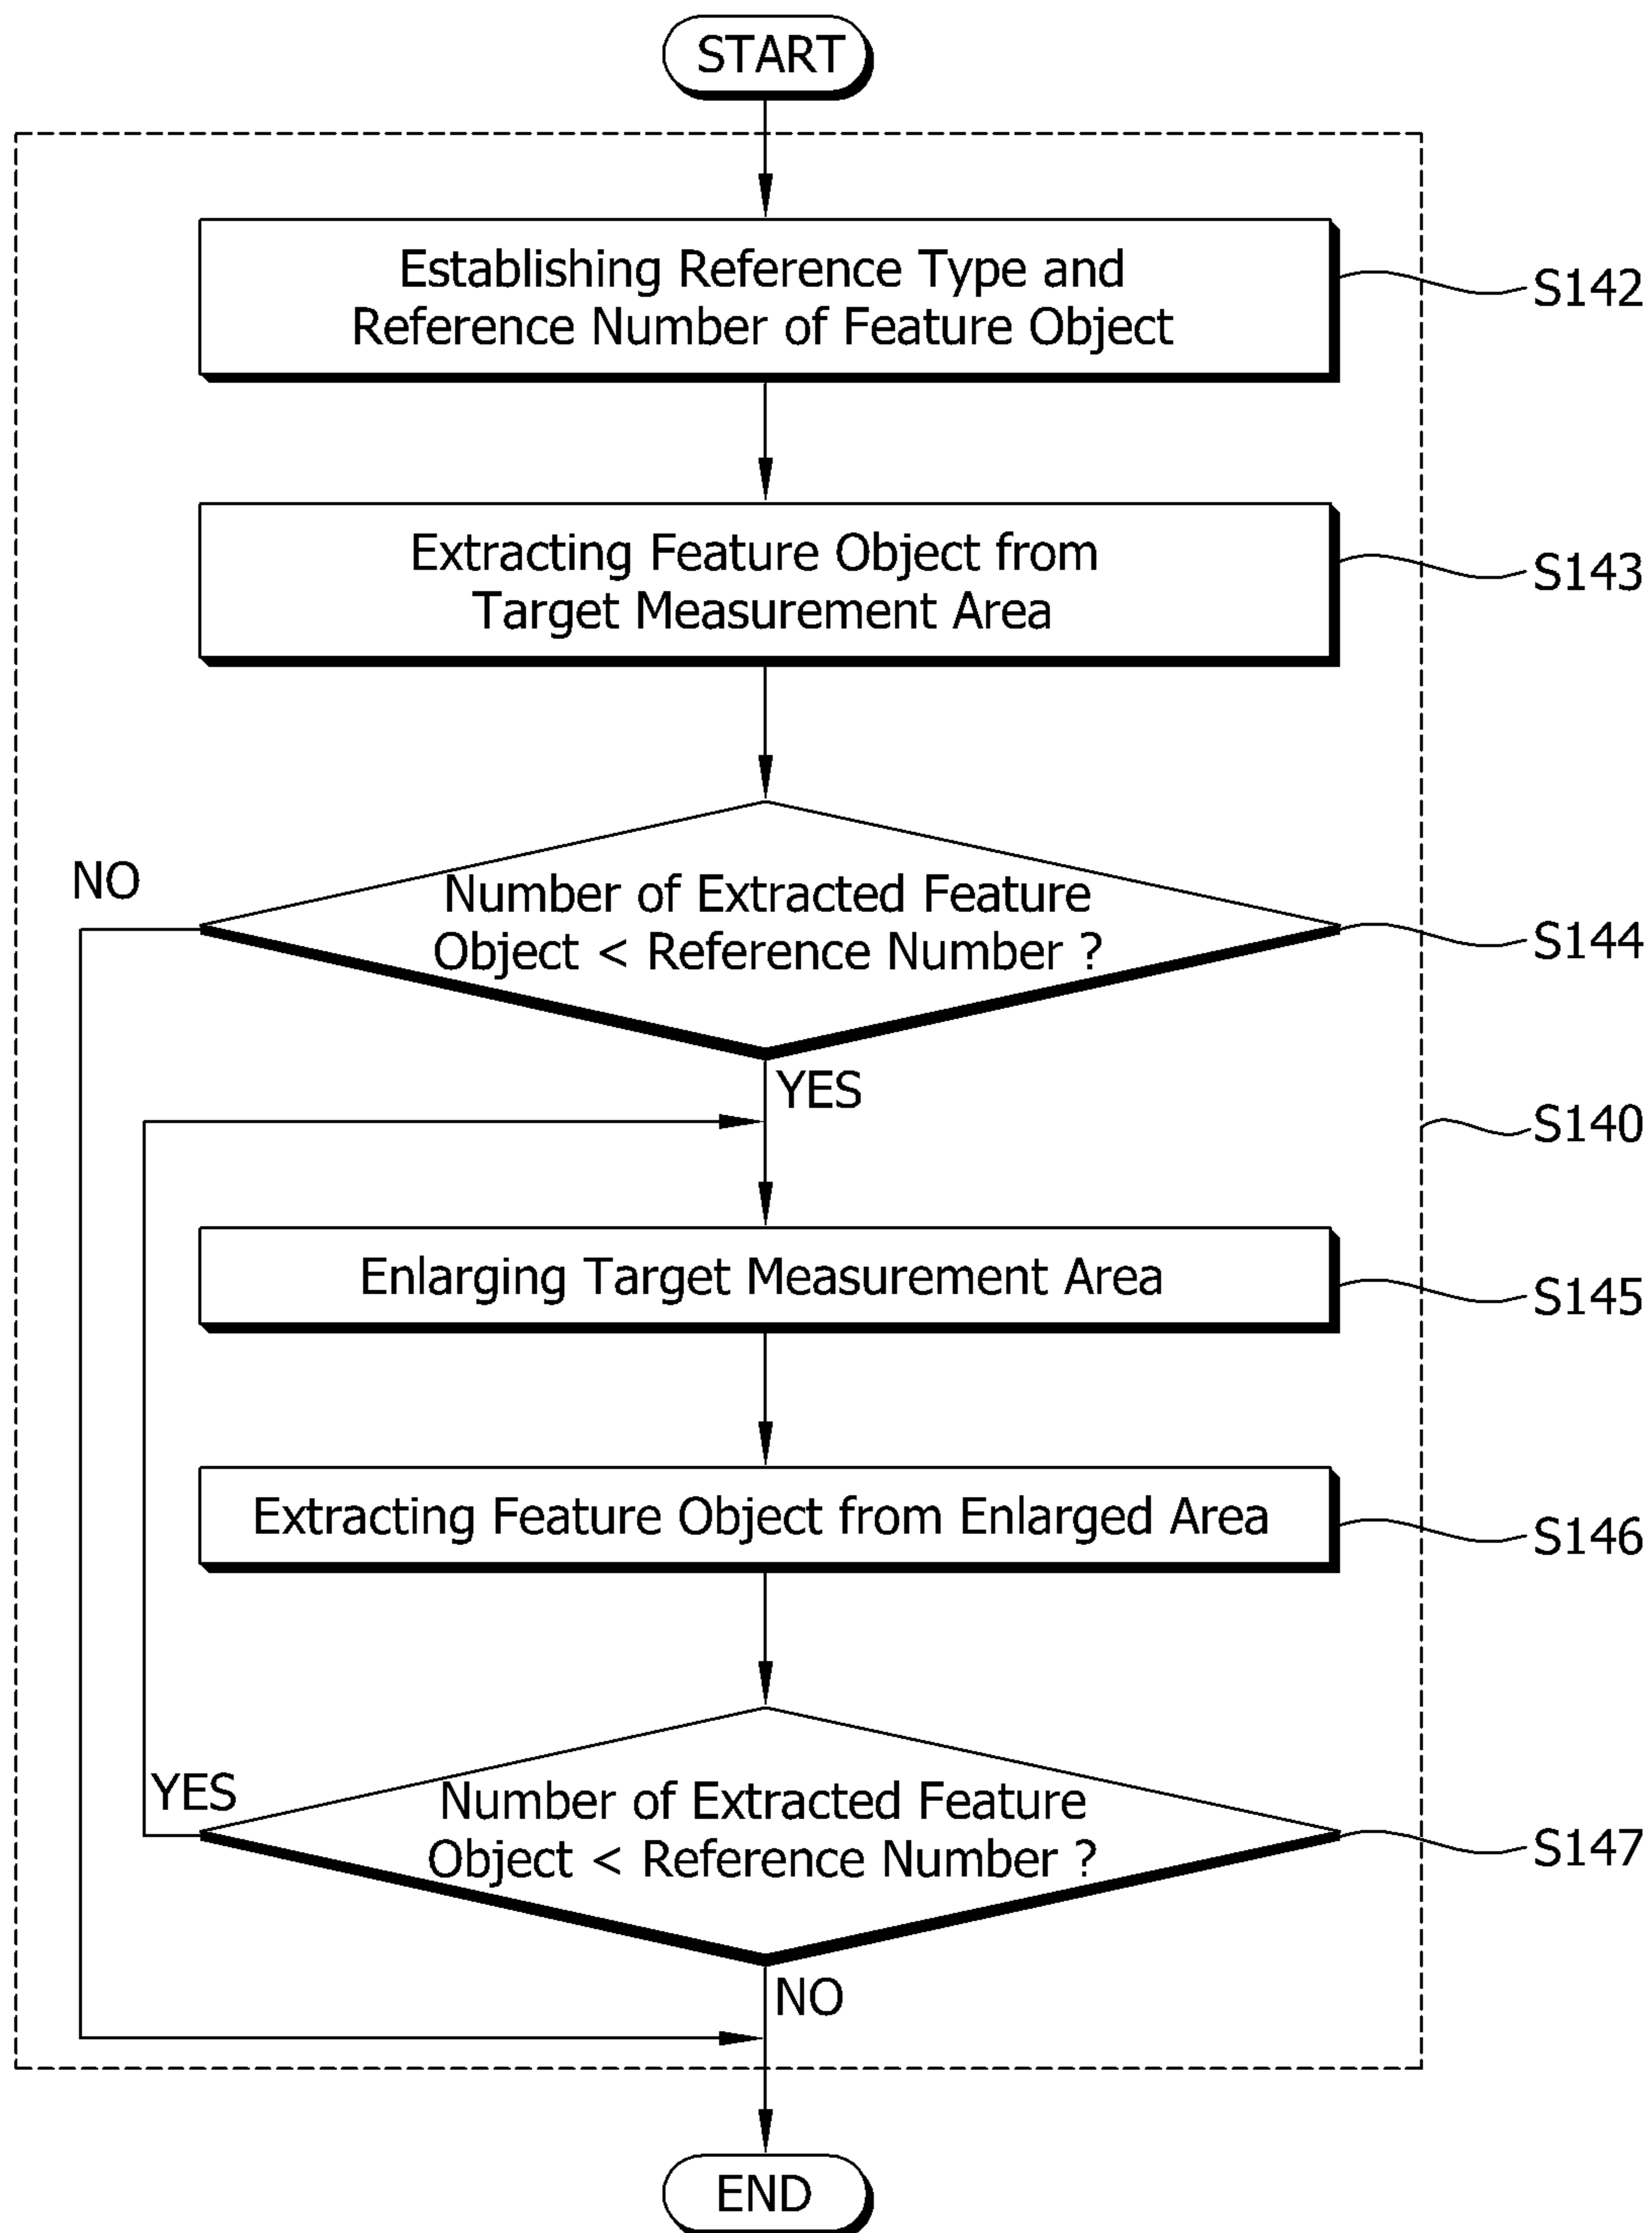 START
Establishing Reference Type and
Reference Number of Feature Object
S142
Extracting Feature Object from
Target Measurement Area
S143
NO
Number of Extracted Feature
Object < Reference Number ?
S144
YES
S140
Enlarging Target Measurement Area
S145
Extracting Feature Object from Enlarged Area
S146
YES
Number of Extracted Feature
Object < Reference Number ?
S147
NO
END